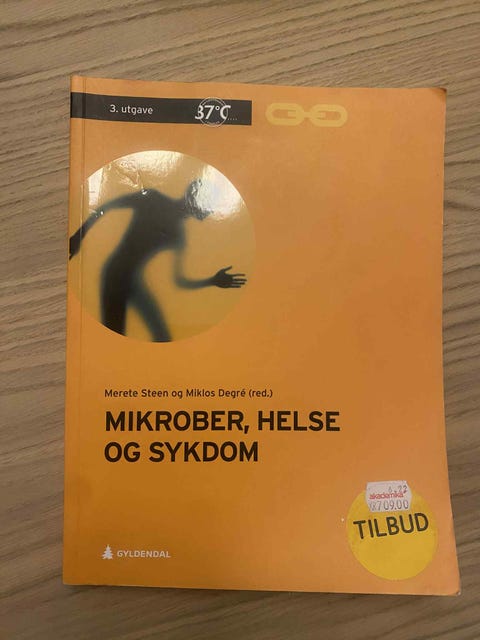 3. utgave
37°C
Merete Steen og Miklos Degré (red.)
MIKROBER, HELSE
OG SYKDOM
akademika
709.00
TILBUD
GYLDENDAL